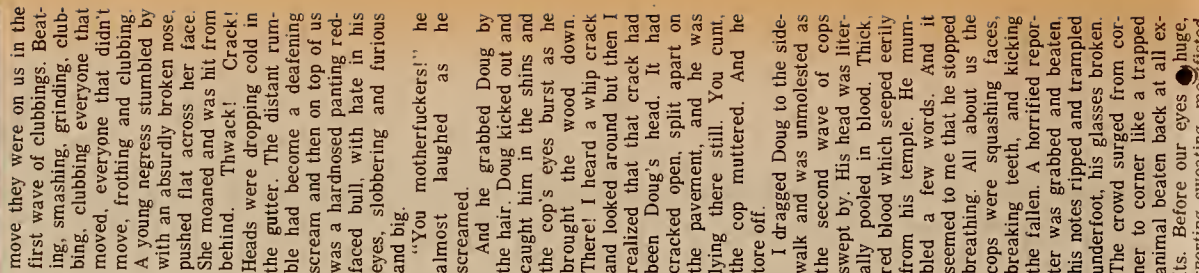 move they were on us in the
first wave of clubbings. Beat-
ing, smashing, grinding, club-
bing, clubbing everyone that
moved, everyone that didn't
move, frothing and clubbing.
A young negress stumbled by
with an absurdly broken nose,
pushed flat across her face.
She moaned and was hit from
behind. Thwack! Crack!
Heads were dropping cold in
the gutter. The distant rum-
ble had become a deafening
scream and then on top of us
was a hardnosed panting red-
faced bull, with hate in his
eyes, slobbering and furious
and big.
"You motherfuckers!" he
almost laughed as he
screamed.
And he grabbed Doug by
the hair. Doug kicked out and
caught him in the shins and
the cop's eyes burst as he
brought the wood down.
There! I heard a whip crack
and looked around but then I
realized that that crack had
been Doug's head. It had
cracked open, split apart on
the pavement, and he was
lying there still. You cunt,
the cop muttered. And he
tore off.
I dragged Doug to the side-
walk and was unmolested as
the second wave of cops
swept by. His head was liter-
ally pooled in blood. Thick,
red blood which seeped eerily
from his temple. He mum-
bled a few words. And it
seemed to me that he stopped
breathing. All about us the
cops were squashing faces,
breaking teeth, and kicking
the fallen. A horrified repor-
ter was grabbed and beaten,
his notes ripped and trampled
underfoot, his glasses broken.
The crowd surged from cor-
ner to corner like a trapped
animal beaten back at all ex-
its. Before our eyes huge,